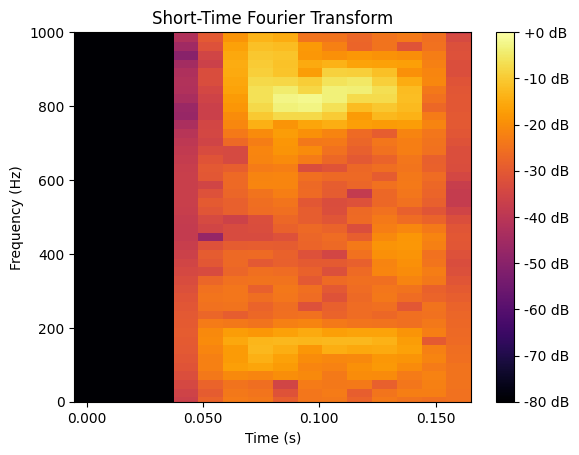 Short-Time Fourier Transform
1000
800
600
400
200
0
Frequency (Hz)
0.000
0.050
0.100
0.150
Time (s)
+0 dB
-10 dB
-20 dB
-30 dB
-40 dB
-50 dB
-60 dB
-70 dB
-80 dB